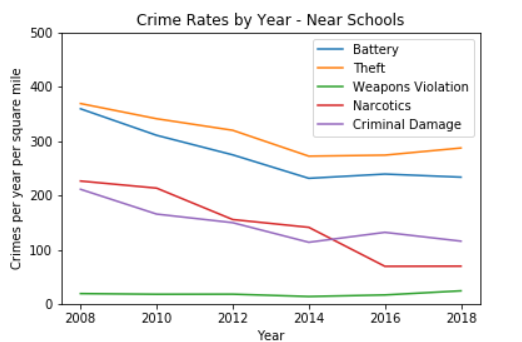 Crime Rates by Year - Near Schools
500
400
300
200
100
0
Crimes per year per square mile
Battery
Theft
Weapons Violation
Narcotics
Criminal Damage
2008 2010 2012 2014 2016 2018
Year